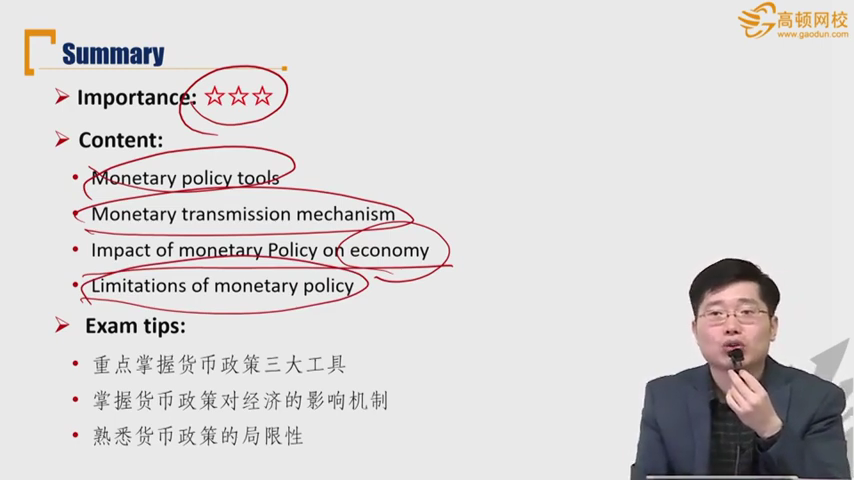 高顿网校
www.gaodun.com
Summary
Importance: ☆☆☆
Content:
Monetary policy tools
Monetary transmission mechanism
Impact of monetary Policy on economy
Limitations of monetary policy
Exam tips:
重点掌握货币政策三大工具
掌握货币政策对经济的影响机制
熟悉货币政策的局限性